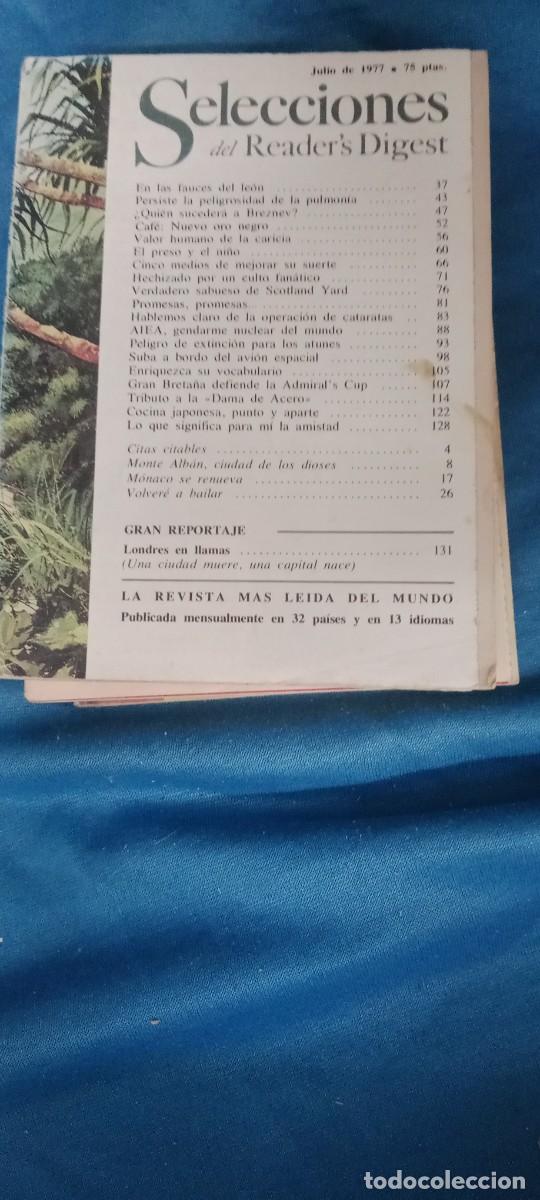 Julio de 1977 • 75 ptas.
Selecciones
del Reader's Digest
En las fauces del león .................... 37
Persiste la peligrosidad de la pulmonía .................... 43
¿Quién sucederá a Breznev? .................... 47
Café: Nuevo oro negro .................... 52
Valor humano de la caricia .................... 56
El preso y el niño .................... 60
Cinco medios de mejorar su suerte .................... 66
Hechizado por un culto fanático .................... 71
Verdadero sabueso de Scotland Yard .................... 76
Promesas, promesas .................... 81
Hablemos claro de la operación de cataratas .. 83
AIEA, gendarme nuclear del mundo .................... 88
Peligro de extinción para los atunes .................... 93
Suba a bordo del avión espacial .................... 98
Enriquezca su vocabulario .................... 105
Gran Bretaña defiende la Admiral's Cup .................... 107
Tributo a la «Dama de Acero» .................... 114
Cocina japonesa, punto y aparte .................... 122
Lo que significa para mí la amistad .................... 128
Citas citables .................... 4
Monte Albán, ciudad de los dioses .................... 8
Mónaco se renueva .................... 17
Volveré a bailar .................... 26
GRAN REPORTAJE
Londres en llamas .................... 131
(Una ciudad muere, una capital nace)
LA REVISTA MAS LEIDA DEL MUNDO
Publicada mensualmente en 32 países y en 13 idiomas
todocoleccion